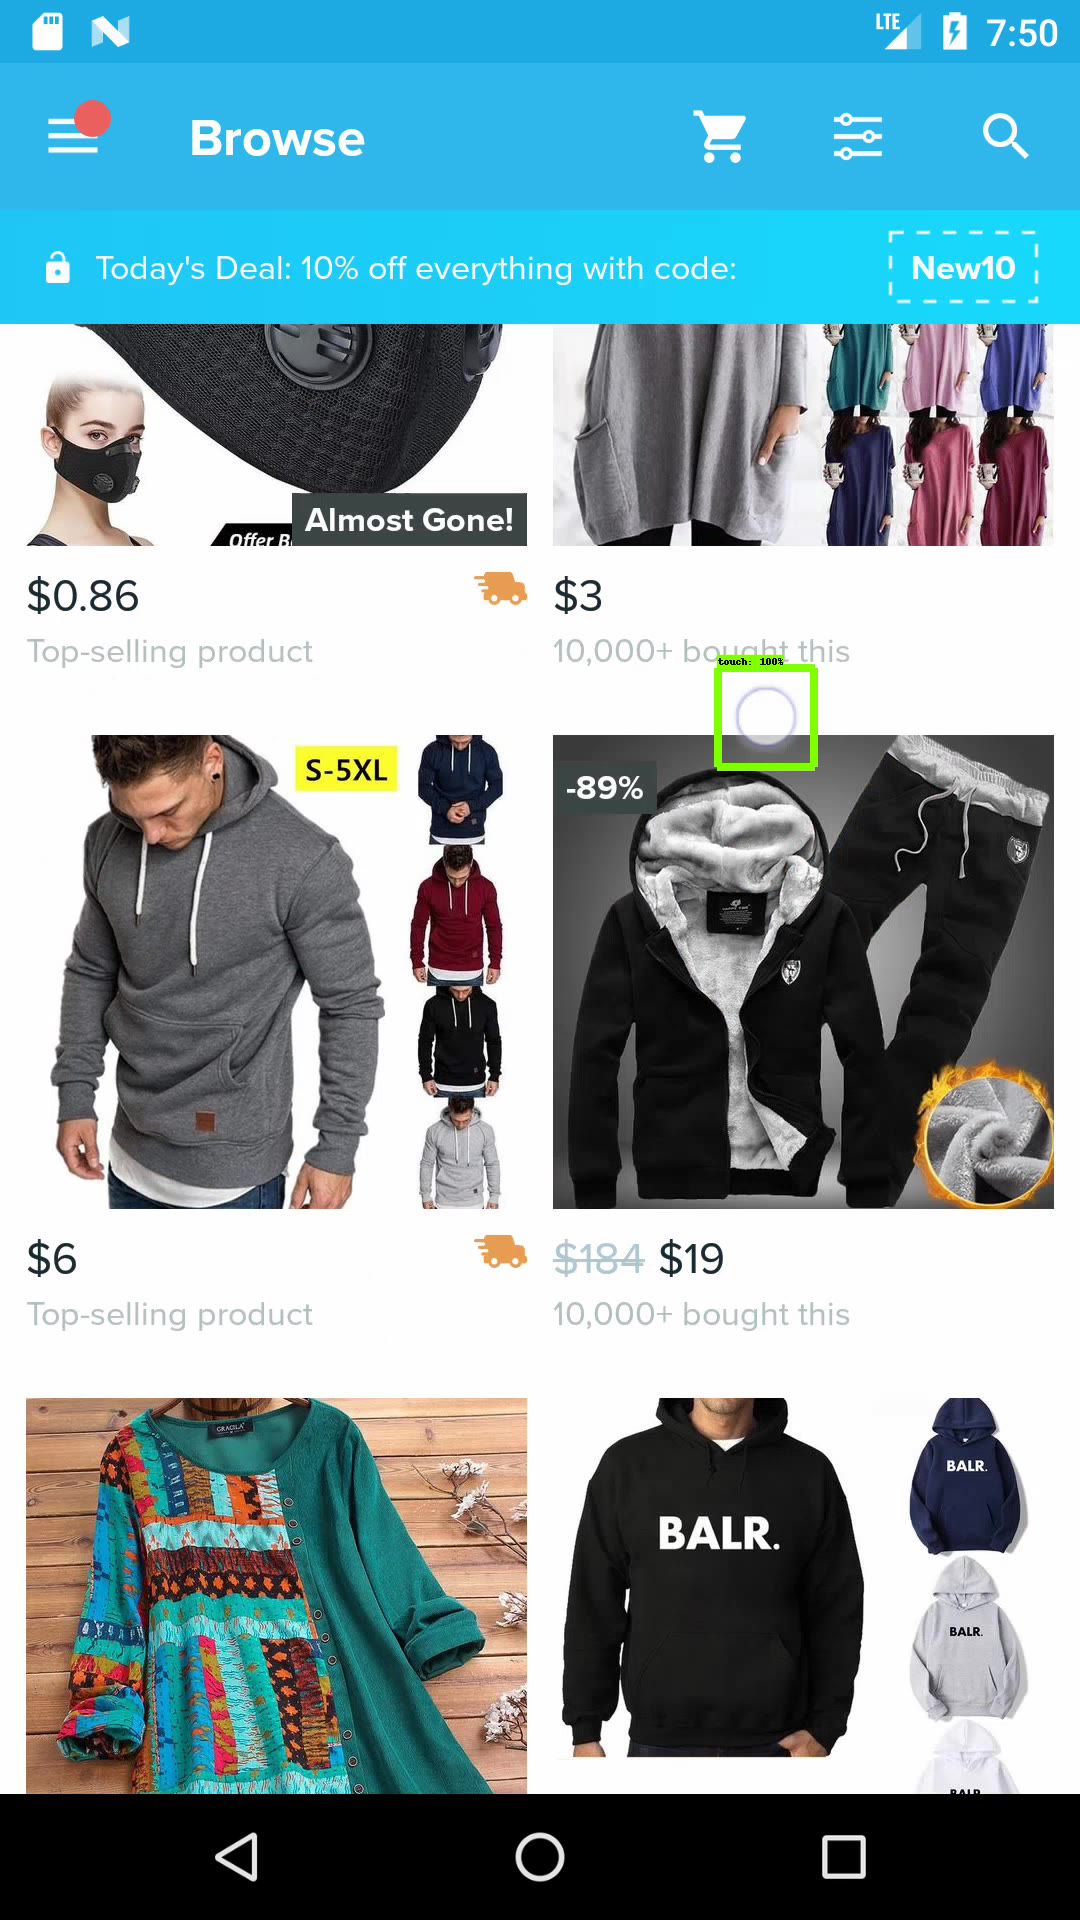 LTE 7:50
Browse
Today's Deal: 10% off everything with code: New10
Offer B
Almost Gone!
$0.86
$3
Top-selling product
10,000+ bought this
touch: 100%
S-5XL
-89%
$6
$184 $19
Top-selling product
10,000+ bought this
GRACILA
BALR.
BALR.
BALR.
BALR